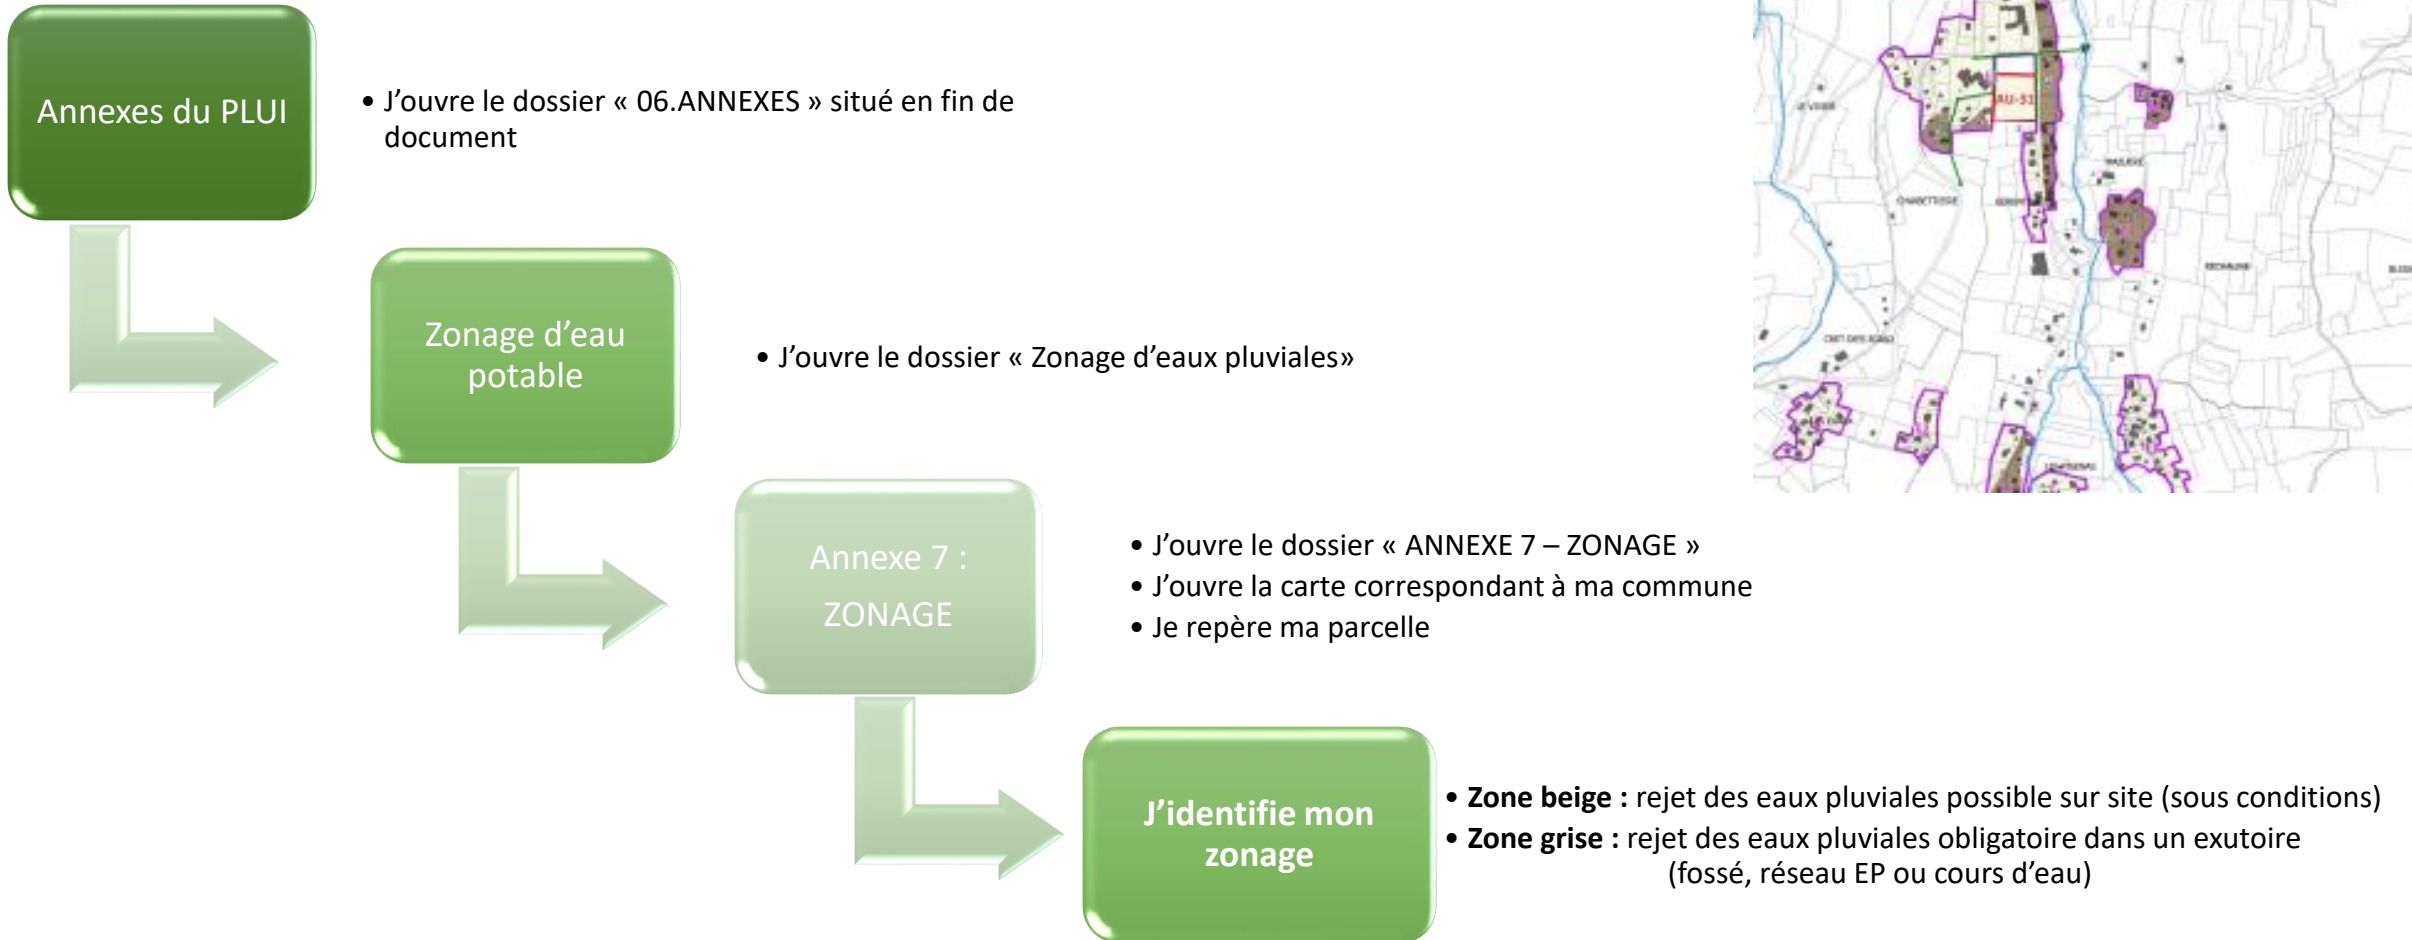 Annexes du PLUI
• J'ouvre le dossier « 06.ANNEXES » situé en fin de
document
Zonage d'eau
potable
• J'ouvre le dossier « Zonage d'eaux pluviales»
Annexe 7 :
ZONAGE
• J'ouvre le dossier « ANNEXE 7 – ZONAGE »
• J'ouvre la carte correspondant à ma commune
• Je repère ma parcelle
J'identifie mon
zonage
• Zone beige : rejet des eaux pluviales possible sur site (sous conditions)
• Zone grise : rejet des eaux pluviales obligatoire dans un exutoire
(fossé, réseau EP ou cours d'eau)
AU-31